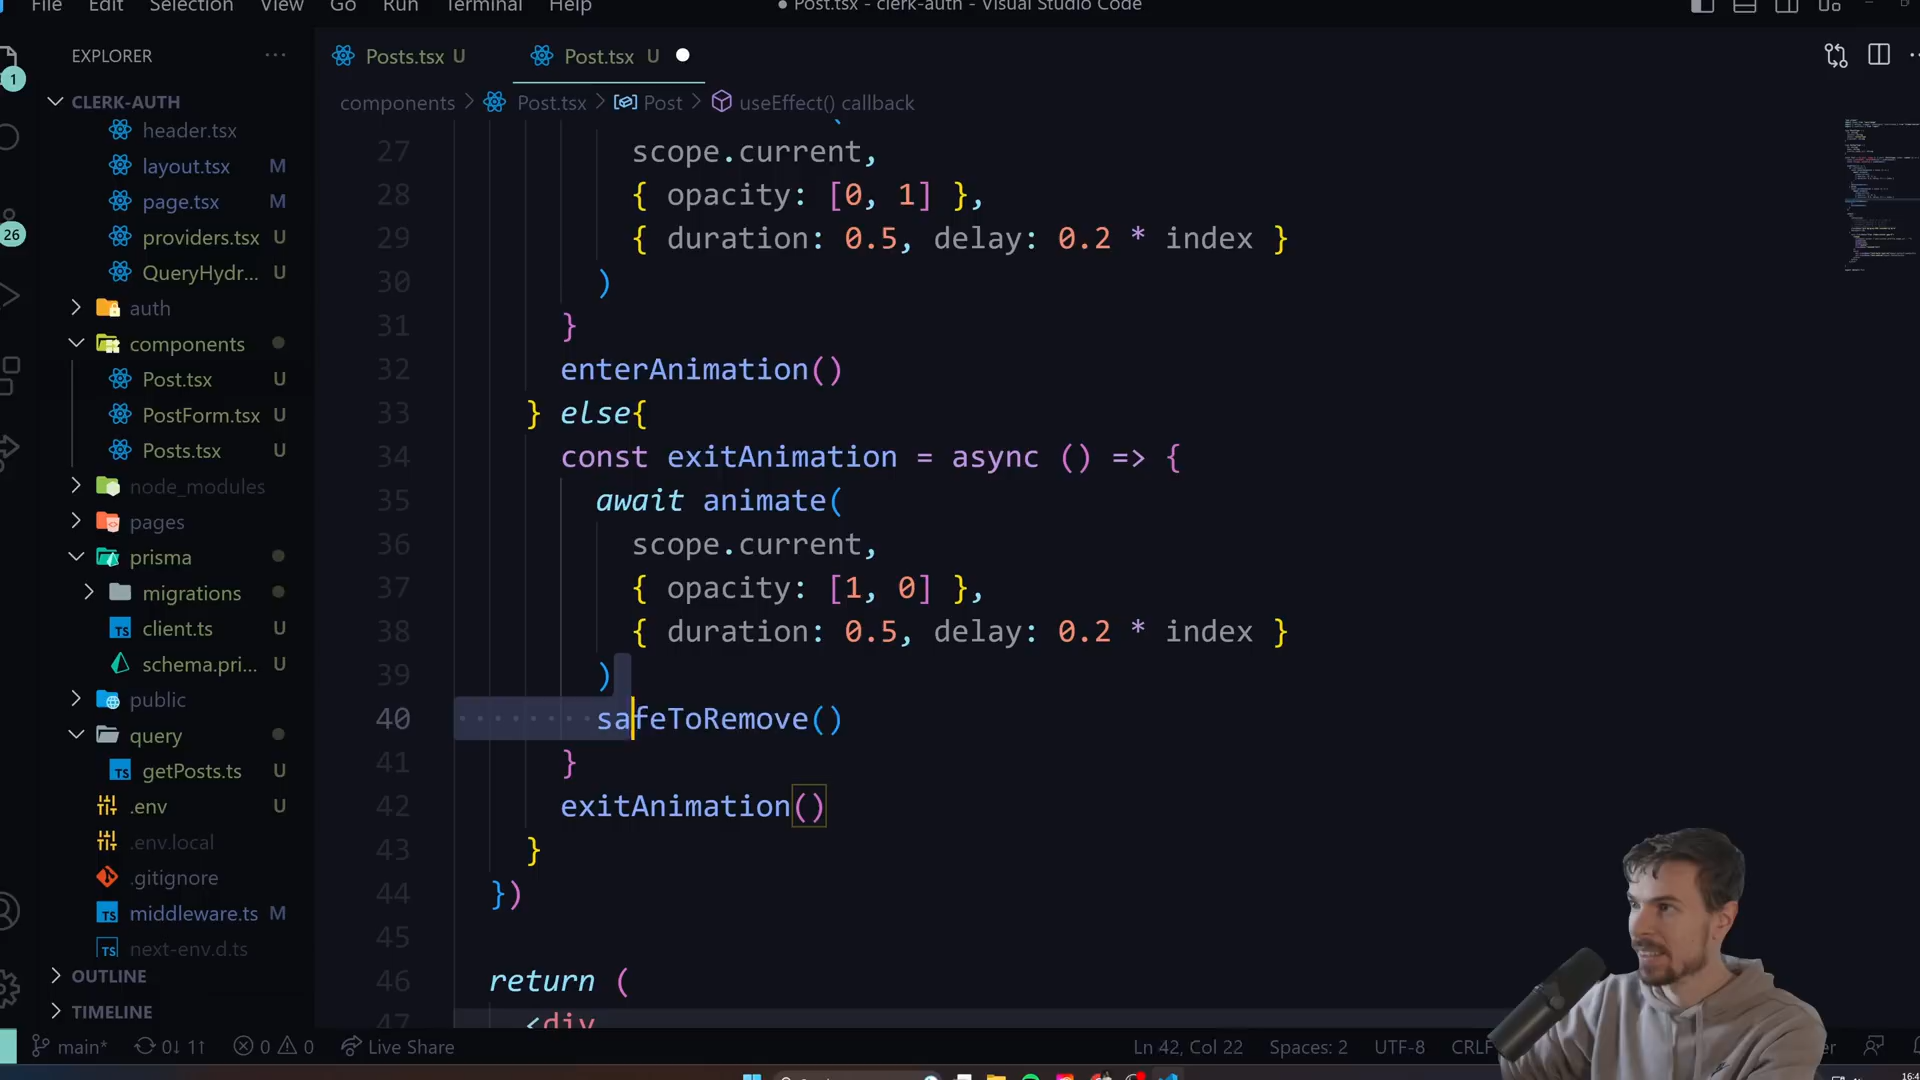 File Edit Selection View Go Run Terminal Help
Post.tsx - clerk-auth - Visual Studio Code
EXPLORER ···
Posts.tsx U
Post.tsx U
CLERK-AUTH
components > Post.tsx > Post > useEffect() callback
header.tsx
layout.tsx M
page.tsx M
providers.tsx U
QueryHydr... U
auth
components
Post.tsx U
PostForm.tsx U
Posts.tsx U
node_modules
pages
prisma
migrations
client.ts U
schema.pri... U
public
query
getPosts.ts U
.env U
.env.local
.gitignore
middleware.ts M
next-env.d.ts
OUTLINE
TIMELINE
1
26
27 scope.current,
28 { opacity: [0, 1] },
29 { duration: 0.5, delay: 0.2 * index }
30 )
31 }
32 enterAnimation()
33 } else{
34 const exitAnimation = async () => {
35 await animate(
36 scope.current,
37 { opacity: [1, 0] },
38 { duration: 0.5, delay: 0.2 * index }
39 )
40 safeToRemove()
41 }
42 exitAnimation()
43 }
44 })
45
46 return (
47 <div
main* 0↓ 1↑ 0 0 Live Share
Ln 42, Col 22 Spaces: 2 UTF-8 CRLF